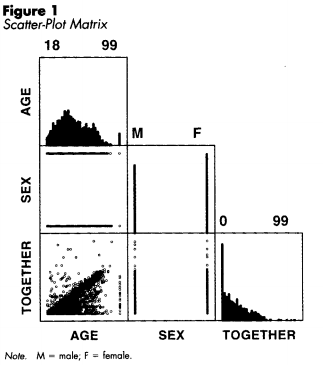 Figure 1
Scatter-Plot Matrix
18 99
AGE
M F
SEX
0 99
TOGETHER
AGE SEX TOGETHER
Note. M = male; F = female.